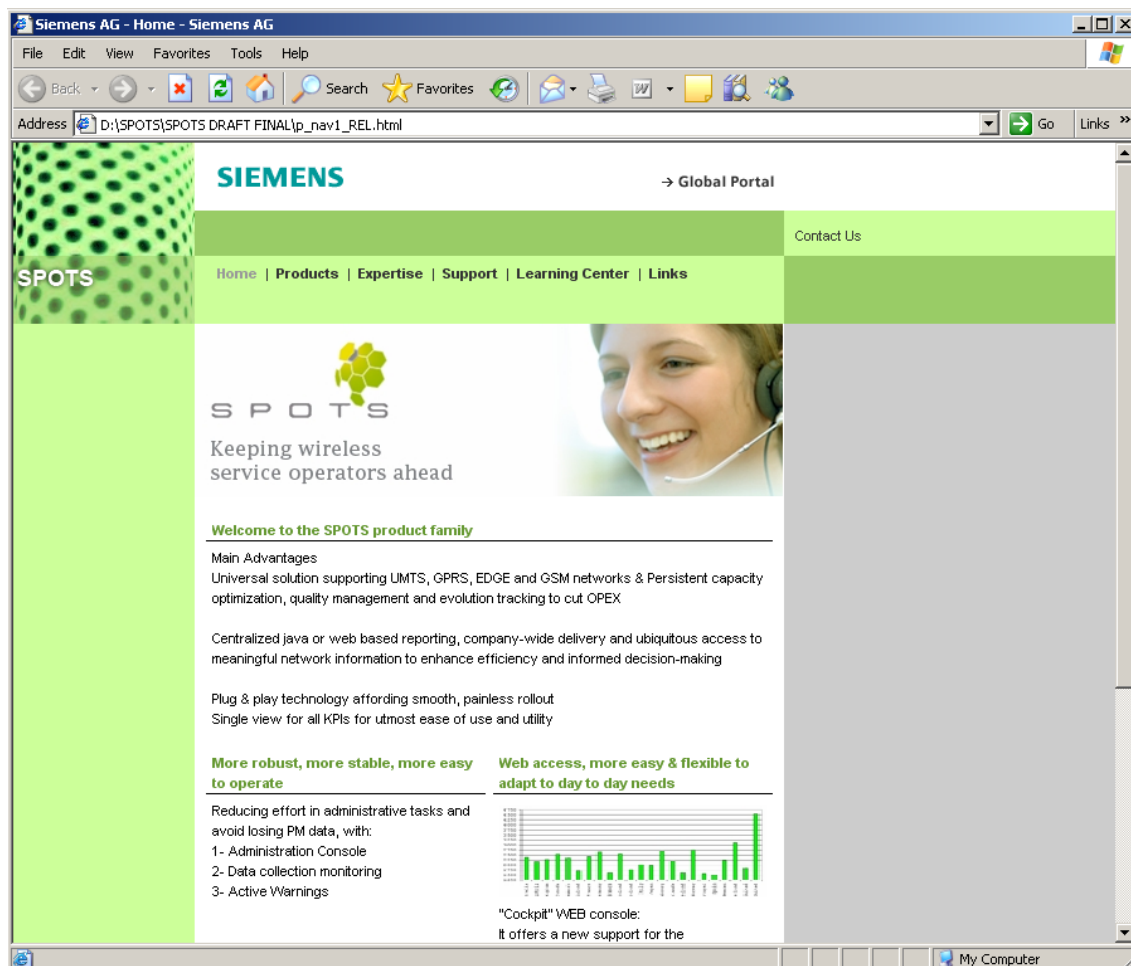 Siemens AG - Home - Siemens AG
File Edit View Favorites Tools Help
Back Search Favorites
Address D:\SPOTS\SPOTS DRAFT FINAL\p_nav1_REL.html Go Links »
SIEMENS
→ Global Portal
Contact Us
SPOTS
Home | Products | Expertise | Support | Learning Center | Links
SPOTS
Keeping wireless
service operators ahead
Welcome to the SPOTS product family
Main Advantages
Universal solution supporting UMTS, GPRS, EDGE and GSM networks & Persistent capacity
optimization, quality management and evolution tracking to cut OPEX
Centralized java or web based reporting, company-wide delivery and ubiquitous access to
meaningful network information to enhance efficiency and informed decision-making
Plug & play technology affording smooth, painless rollout
Single view for all KPIs for utmost ease of use and utility
More robust, more stable, more easy
to operate
Reducing effort in administrative tasks and
avoid losing PM data, with:
1- Administration Console
2- Data collection monitoring
3- Active Warnings
Web access, more easy & flexible to
adapt to day to day needs
"Cockpit" WEB console:
It offers a new support for the
My Computer